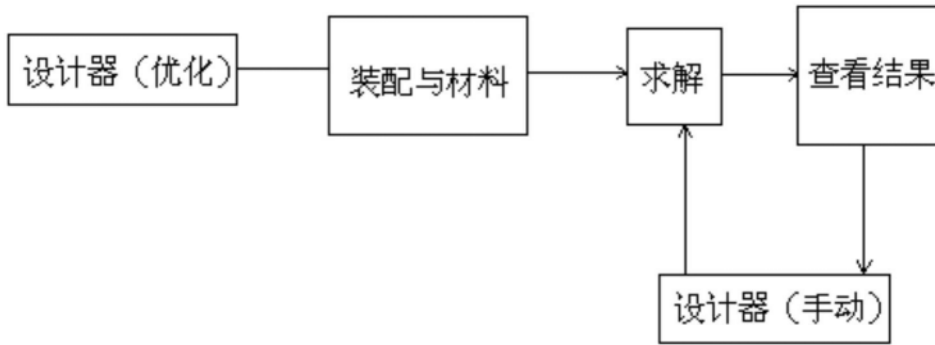 设计器（优化）
装配与材料
求解
查看结果
设计器（手动）